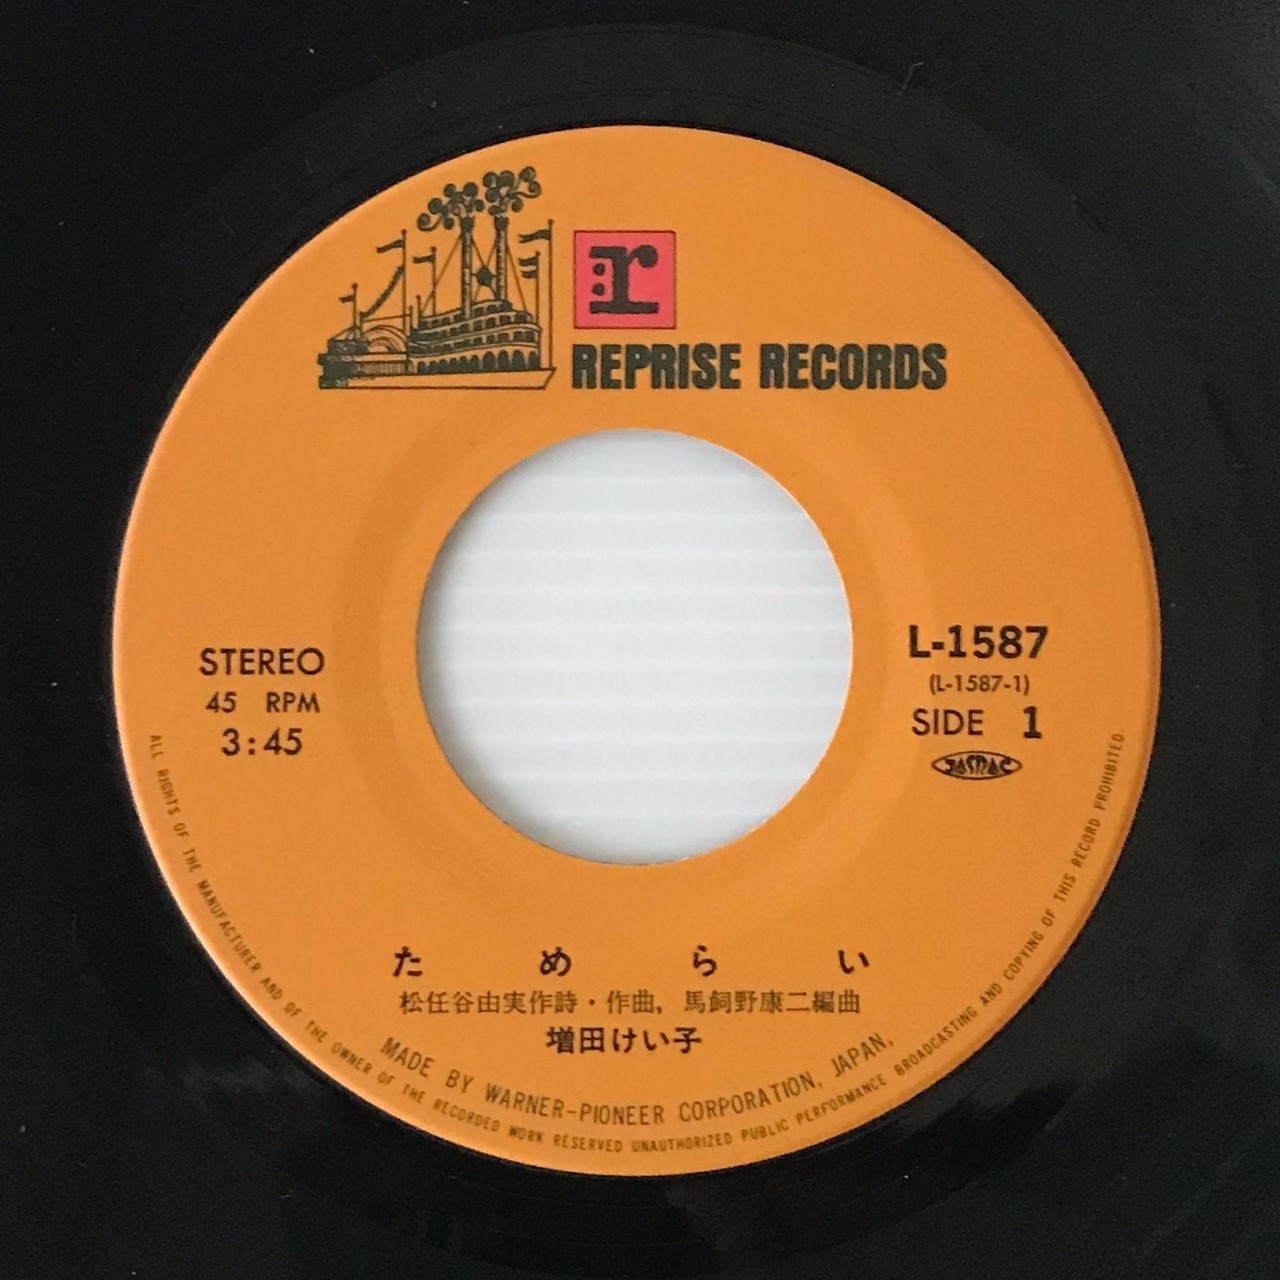 r
REPRISE RECORDS
STEREO
45 RPM
3:45
L-1587
(L-1587-1)
SIDE 1
JASRAC
ためらい
松任谷由実作詩・作曲，馬飼野康二編曲
増田けい子
MADE BY WARNER-PIONEER CORPORATION, JAPAN,
ALL RIGHTS OF THE MANUFACTURER AND OF THE OWNER OF THE RECORDED WORK RESERVED UNAUTHORIZED PUBLIC PERFORMANCE BROADCASTING AND COPYING OF THIS RECORD PROHIBITED.